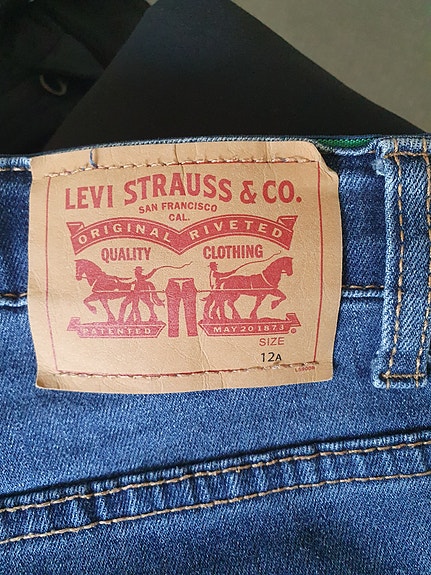 LEVI STRAUSS & CO.
SAN FRANCISCO
CAL.
ORIGINAL RIVETED
QUALITY CLOTHING
PATENTED MAY 20 1873
SIZE
12A